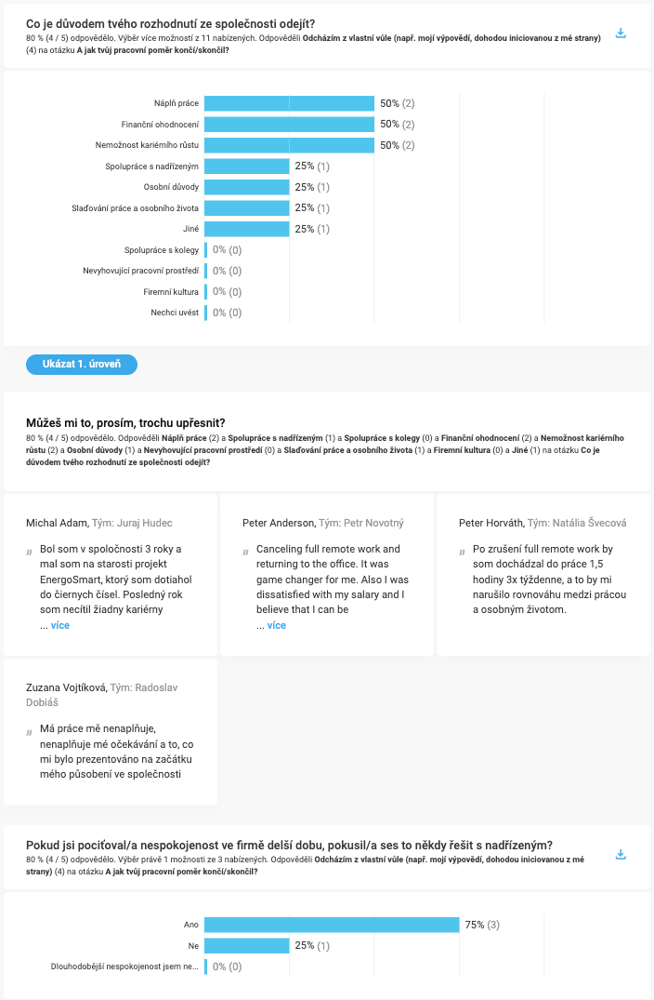 Co je důvodem tvého rozhodnutí ze společnosti odejít?
80 % (4 / 5) odpovědělo. Výběr více možností z 11 nabízených. Odpověděli Odcházím z vlastní vůle (např. mojí výpovědí, dohodou iniciovanou z mé strany)
(4) na otázku A jak tvůj pracovní poměr končí/skončil?
Náplň práce 50% (2)
Finanční ohodnocení 50% (2)
Nemožnost kariérního růstu 50% (2)
Spolupráce s nadřízeným 25% (1)
Osobní důvody 25% (1)
Slaďování práce a osobního života 25% (1)
Jiné 25% (1)
Spolupráce s kolegy 0% (0)
Nevyhovující pracovní prostředí 0% (0)
Firemní kultura 0% (0)
Nechci uvést 0% (0)
Ukázat 1. úroveň
Můžeš mi to, prosím, trochu upřesnit?
80 % (4 / 5) odpovědělo. Odpověděli Náplň práce (2) a Spolupráce s nadřízeným (1) a Spolupráce s kolegy (0) a Finanční ohodnocení (2) a Nemožnost kariérního
růstu (2) a Osobní důvody (1) a Nevyhovující pracovní prostředí (0) a Slaďování práce a osobního života (1) a Firemní kultura (0) a Jiné (1) na otázku Co je
důvodem tvého rozhodnutí ze společnosti odejít?
Michal Adam, Tým: Juraj Hudec
„ Bol som v spoločnosti 3 roky a
mal som na starosti projekt
EnergoSmart, ktorý som dotiahol
do čiernych čísel. Posledný rok
som necítil žiadny kariérny
... více
Peter Anderson, Tým: Petr Novotný
„ Canceling full remote work and
returning to the office. It was
game changer for me. Also I was
dissatisfied with my salary and I
believe that I can be
... více
Peter Horváth, Tým: Natália Švecová
„ Po zrušení full remote work by
som dochádzal do práce 1,5
hodiny 3x týždenne, a to by mi
narušilo rovnováhu medzi prácou
a osobným životom.
Zuzana Vojtíková, Tým: Radoslav
Dobiáš
„ Má práce mě nenaplňuje,
nenaplňuje mé očekávání a to, co
mi bylo prezentováno na začátku
mého působení ve společnosti
Pokud jsi pociťoval/a nespokojenost ve firmě delší dobu, pokusil/a ses to někdy řešit s nadřízeným?
80 % (4 / 5) odpovědělo. Výběr právě 1 možnosti ze 3 nabízených. Odpověděli Odcházím z vlastní vůle (např. mojí výpovědí, dohodou iniciovanou z mé
strany) (4) na otázku A jak tvůj pracovní poměr končí/skončil?
Ano 75% (3)
Ne 25% (1)
Dlouhodobější nespokojenost jsem ne... 0% (0)